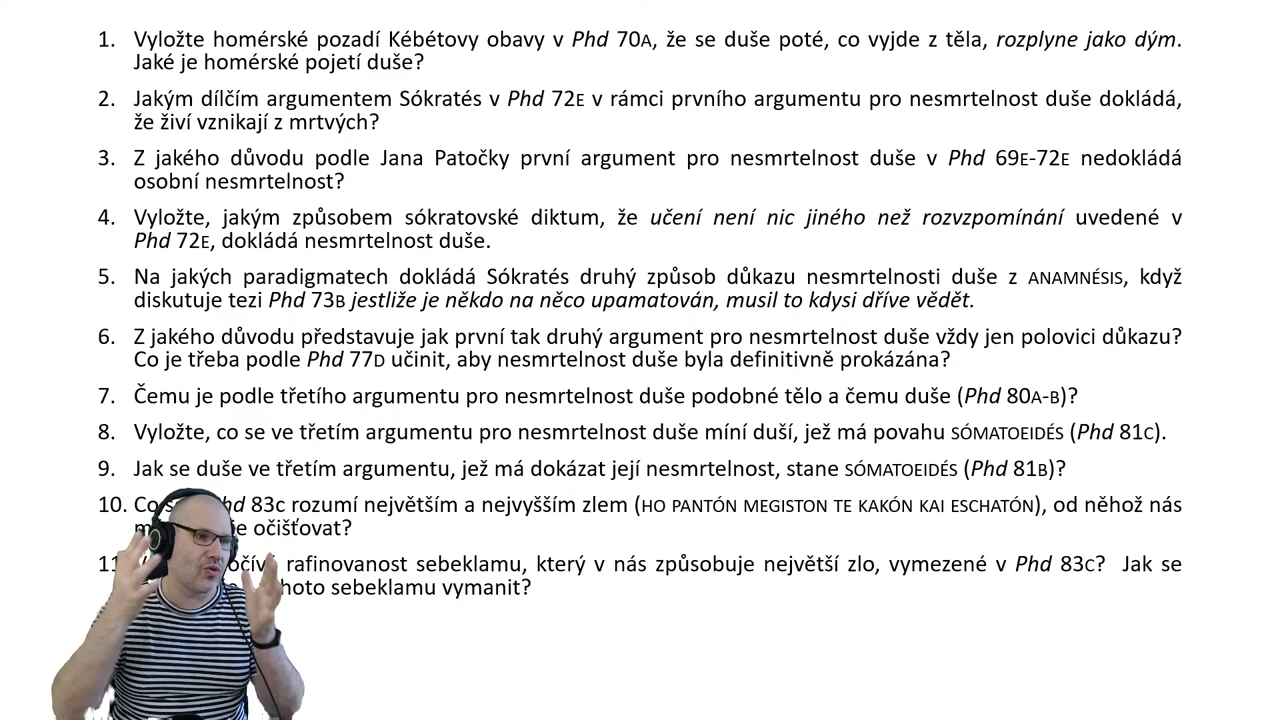 1. Vyložte homérské pozadí Kébétovy obavy v Phd 70A, že se duše poté, co vyjde z těla, rozplyne jako dým.
Jaké je homérské pojetí duše?
2. Jakým dílčím argumentem Sókratés v Phd 72E v rámci prvního argumentu pro nesmrtelnost duše dokládá,
že živí vznikají z mrtvých?
3. Z jakého důvodu podle Jana Patočky první argument pro nesmrtelnost duše v Phd 69E-72E nedokládá
osobní nesmrtelnost?
4. Vyložte, jakým způsobem sókratovské diktum, že učení není nic jiného než rozvzpomínání uvedené v
Phd 72E, dokládá nesmrtelnost duše.
5. Na jakých paradigmatech dokládá Sókratés druhý způsob důkazu nesmrtelnosti duše z ANAMNÉSIS, když
diskutuje tezi Phd 73B jestliže je někdo na něco upamatován, musil to kdysi dříve vědět.
6. Z jakého důvodu představuje jak první tak druhý argument pro nesmrtelnost duše vždy jen polovici důkazu?
Co je třeba podle Phd 77D učinit, aby nesmrtelnost duše byla definitivně prokázána?
7. Čemu je podle třetího argumentu pro nesmrtelnost duše podobné tělo a čemu duše (Phd 80A-B)?
8. Vyložte, co se ve třetím argumentu pro nesmrtelnost duše míní duší, jež má povahu SÓMATOEIDÉS (Phd 81C).
9. Jak se duše ve třetím argumentu, jež má dokázat její nesmrtelnost, stane SÓMATOEIDÉS (Phd 81B)?
10. Co 83c rozumí největším a nejvyšším zlem (HO PANTÓN MEGISTON TE KAKÓN KAI ESCHATÓN), od něhož nás
očišťovat?
11 rafinovanost sebeklamu, který v nás způsobuje největší zlo, vymezené v Phd 83C? Jak se
sebeklamu vymanit?